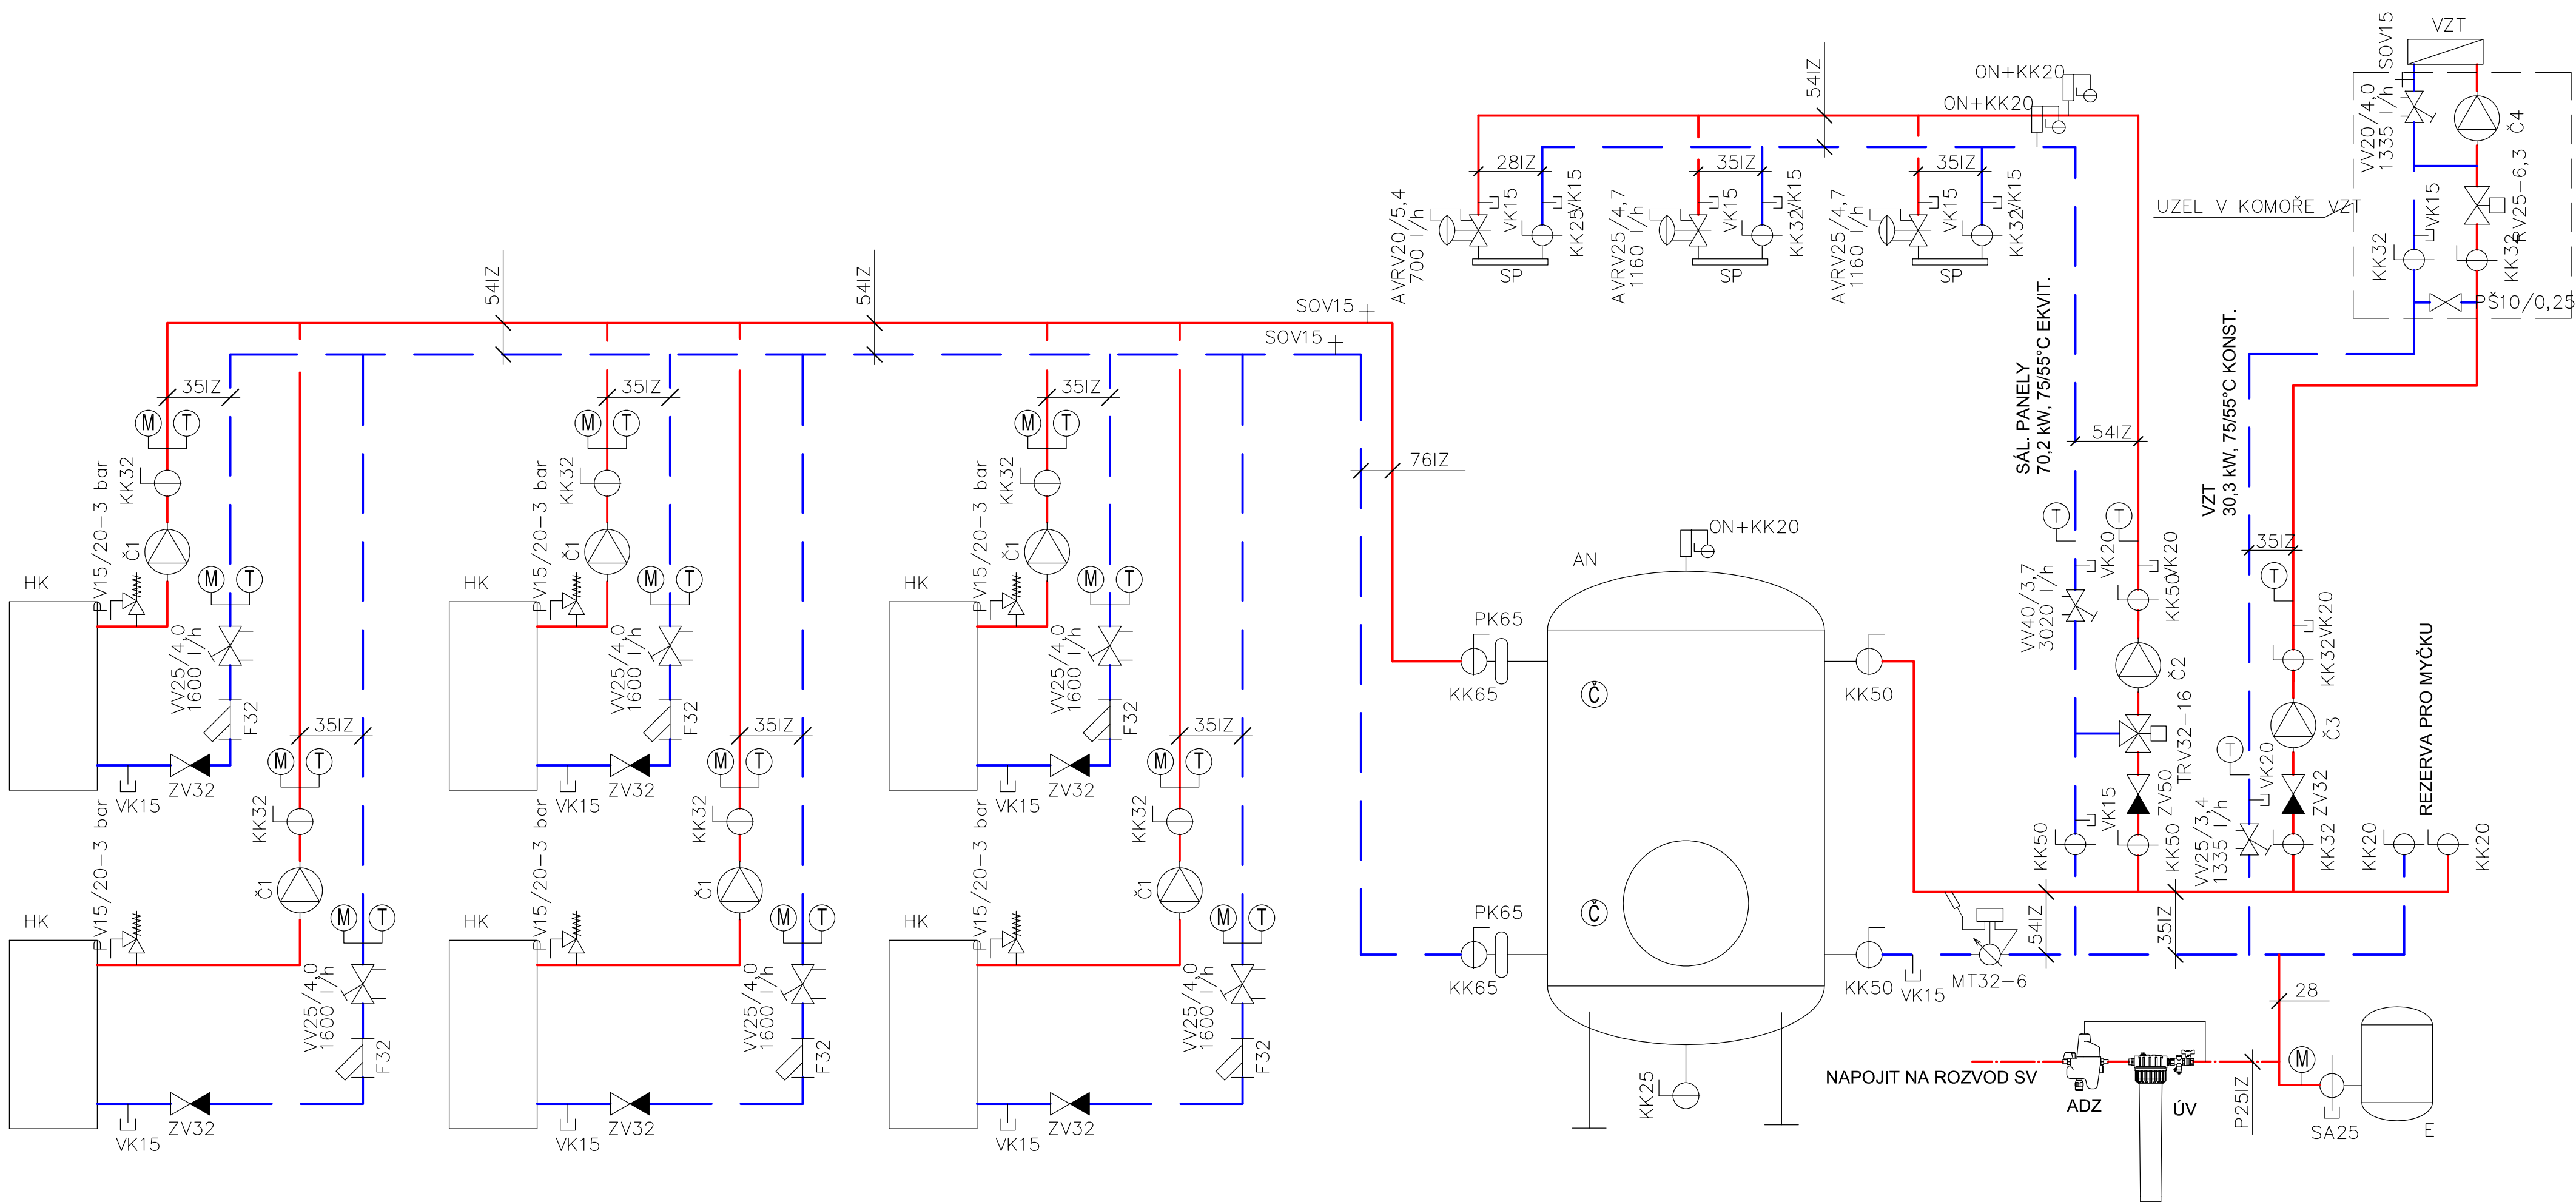 SOV15
VZT
54IZ
ON+KK20
ON+KK20
VV20/4,0
1335 l/h
Č4
28IZ
35IZ
35IZ
AVRV20/5,4
700 l/h
VK15
VK15
KK25
SP
AVRV25/4,7
1160 l/h
VK15
VK15
KK32
SP
AVRV25/4,7
1160 l/h
VK15
VK15
KK32
SP
UZEL V KOMOŘE VZT
VK15
RV25-6,3
KK32
KK32
PŠ10/0,25
54IZ
54IZ
SOV15
SOV15
35IZ
35IZ
35IZ
M
T
M
T
M
T
KK32
KK32
KK32
V15/20-3 bar
V15/20-3 bar
V15/20-3 bar
Č1
Č1
Č1
M
T
M
T
M
T
HK
HK
HK
VV25/4,0
1600 l/h
VV25/4,0
1600 l/h
VV25/4,0
1600 l/h
F32
F32
F32
35IZ
35IZ
35IZ
M
T
M
T
M
T
VK15
ZV32
VK15
ZV32
VK15
ZV32
KK32
KK32
KK32
V15/20-3 bar
V15/20-3 bar
V15/20-3 bar
Č1
Č1
Č1
M
T
M
T
M
T
HK
HK
HK
VV25/4,0
1600 l/h
VV25/4,0
1600 l/h
VV25/4,0
1600 l/h
F32
F32
F32
VK15
ZV32
VK15
ZV32
VK15
ZV32
76IZ
AN
ON+KK20
PK65
KK65
KK50
Č
Č
PK65
KK65
KK50
VK15
KK25
MT32-6
SÁL. PANELY
70,2 kW, 75/55°C EKVIT.
54IZ
T
T
VK20
VK20
VV40/3,7
3020 l/h
KK50
Č2
TRV32-16
ZV50
VK15
KK50
KK50
VZT
30,3 kW, 75/55°C KONST.
35IZ
T
VK20
KK32
Č3
T
VK20
ZV32
VV25/3,4
1335 l/h
KK32
REZERVA PRO MYČKU
KK20
KK20
54IZ
35IZ
28
NAPOJIT NA ROZVOD SV
ADZ
ÚV
P25IZ
M
SA25
E